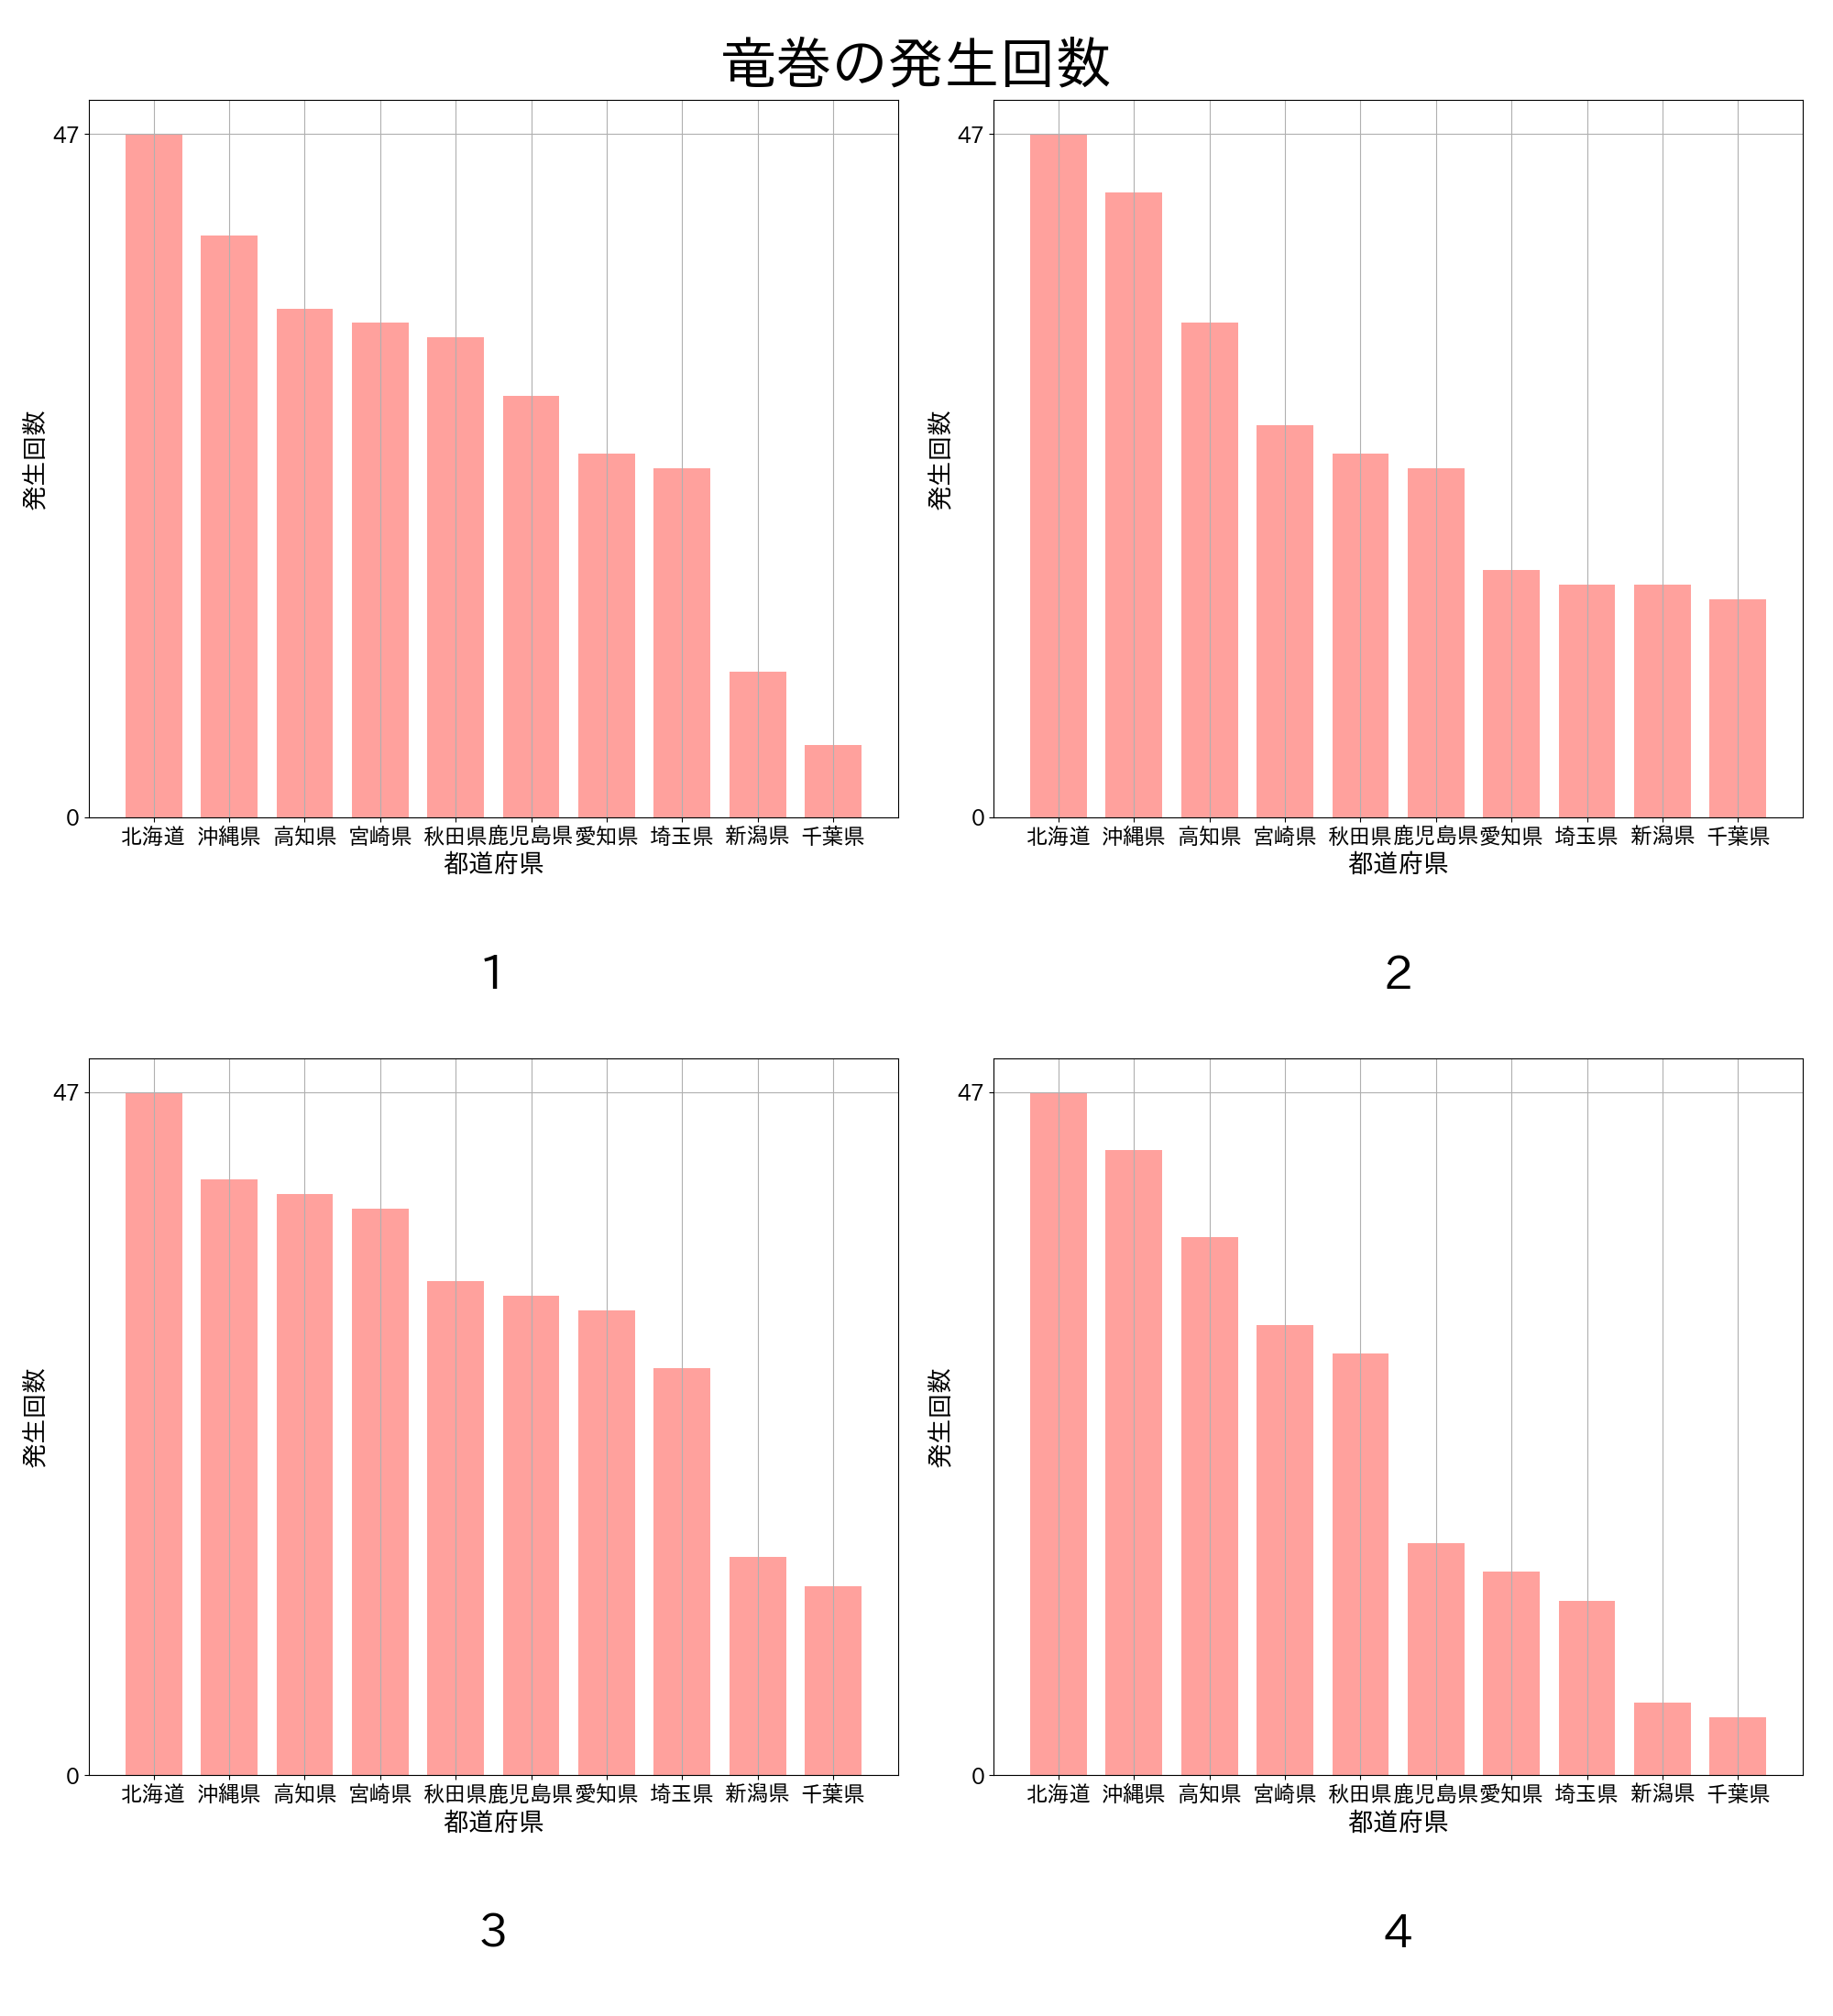 竜巻の発生回数
47
0
発生回数
北海道 沖縄県 高知県 宮崎県 秋田県 鹿児島県 愛知県 埼玉県 新潟県 千葉県
都道府県
1
47
0
発生回数
北海道 沖縄県 高知県 宮崎県 秋田県 鹿児島県 愛知県 埼玉県 新潟県 千葉県
都道府県
2
47
0
発生回数
北海道 沖縄県 高知県 宮崎県 秋田県 鹿児島県 愛知県 埼玉県 新潟県 千葉県
都道府県
3
47
0
発生回数
北海道 沖縄県 高知県 宮崎県 秋田県 鹿児島県 愛知県 埼玉県 新潟県 千葉県
都道府県
4